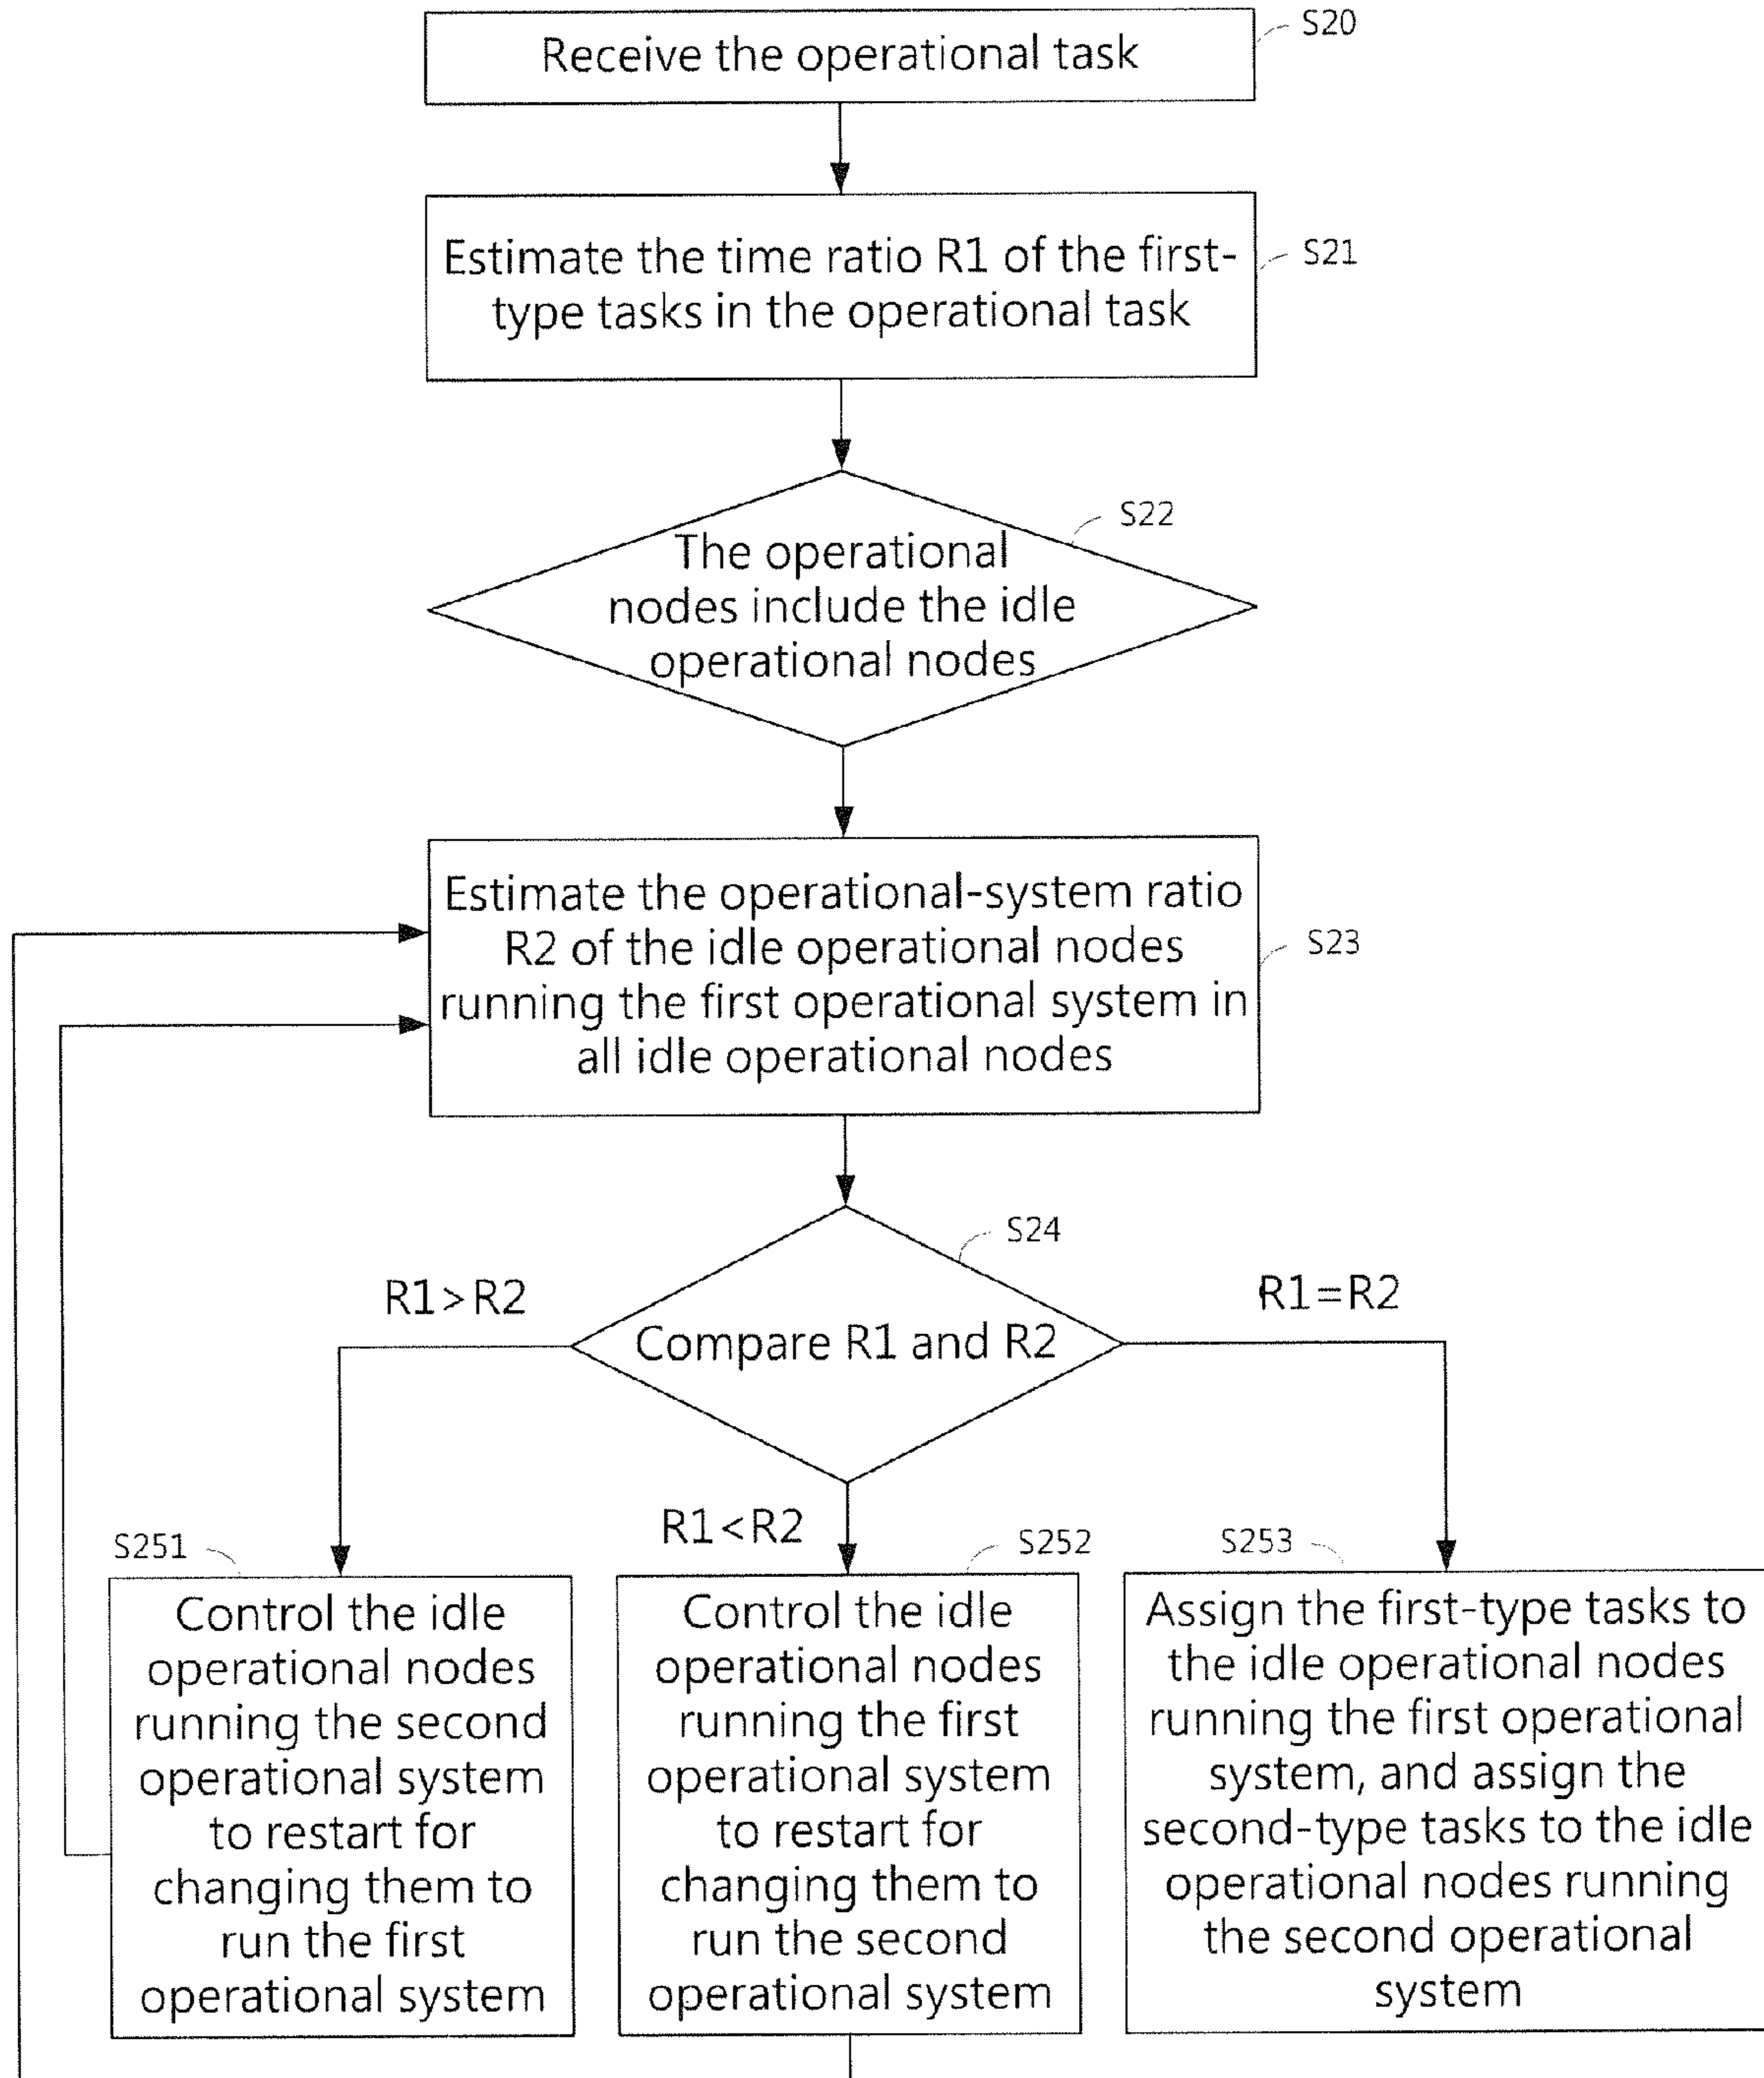 Receive the operational task
S20
Estimate the time ratio R1 of the first-
type tasks in the operational task
S21
S22
The operational
nodes include the idle
operational nodes
Estimate the operational-system ratio
R2 of the idle operational nodes
running the first operational system in
all idle operational nodes
S23
S24
R1>R2
Compare R1 and R2
R1=R2
R1<R2
S251
Control the idle
operational nodes
running the second
operational system
to restart for
changing them to
run the first
operational system
S252
Control the idle
operational nodes
running the first
operational system
to restart for
changing them to
run the second
operational system
S253
Assign the first-type tasks to
the idle operational nodes
running the first operational
system, and assign the
second-type tasks to the idle
operational nodes running
the second operational
system